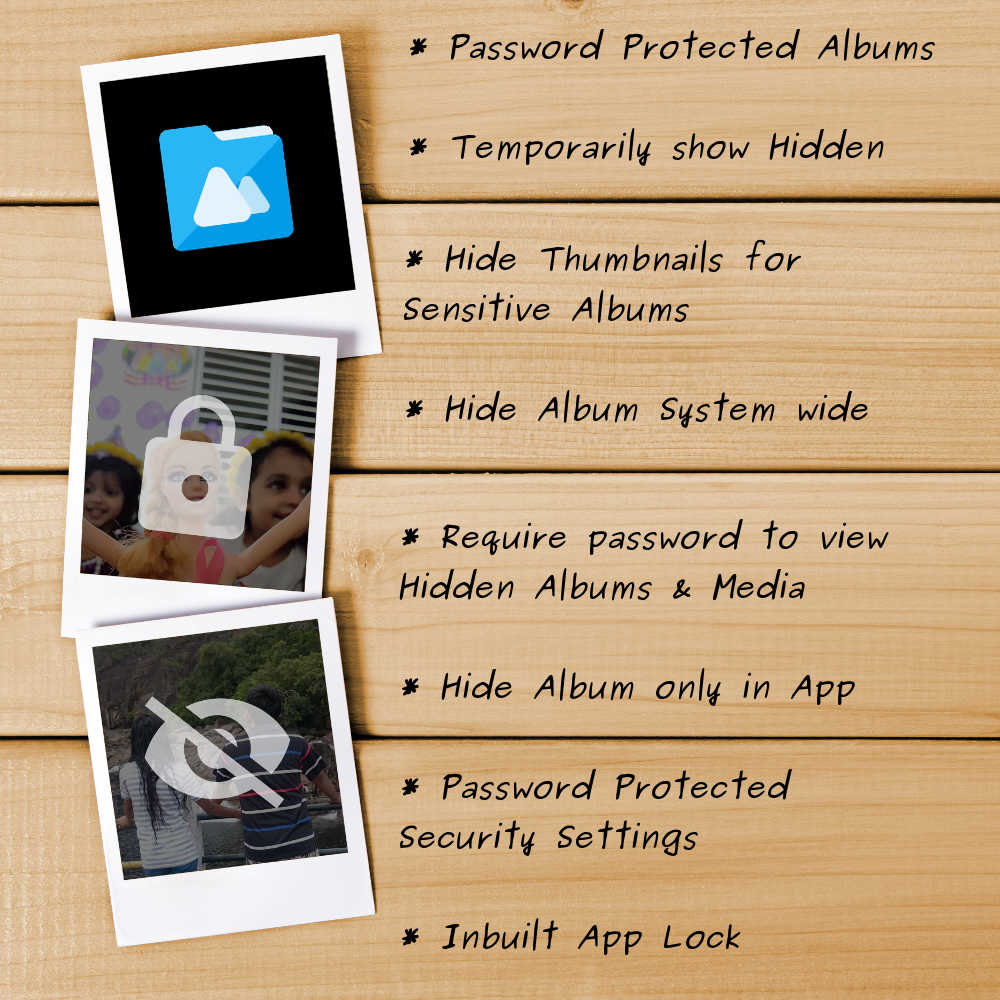 * Password Protected Albums
* Temporarily show Hidden
* Hide Thumbnails for
Sensitive Albums
* Hide Album System wide
* Require password to view
Hidden Albums & Media
* Hide Album only in App
* Password Protected
Security Settings
* Inbuilt App Lock